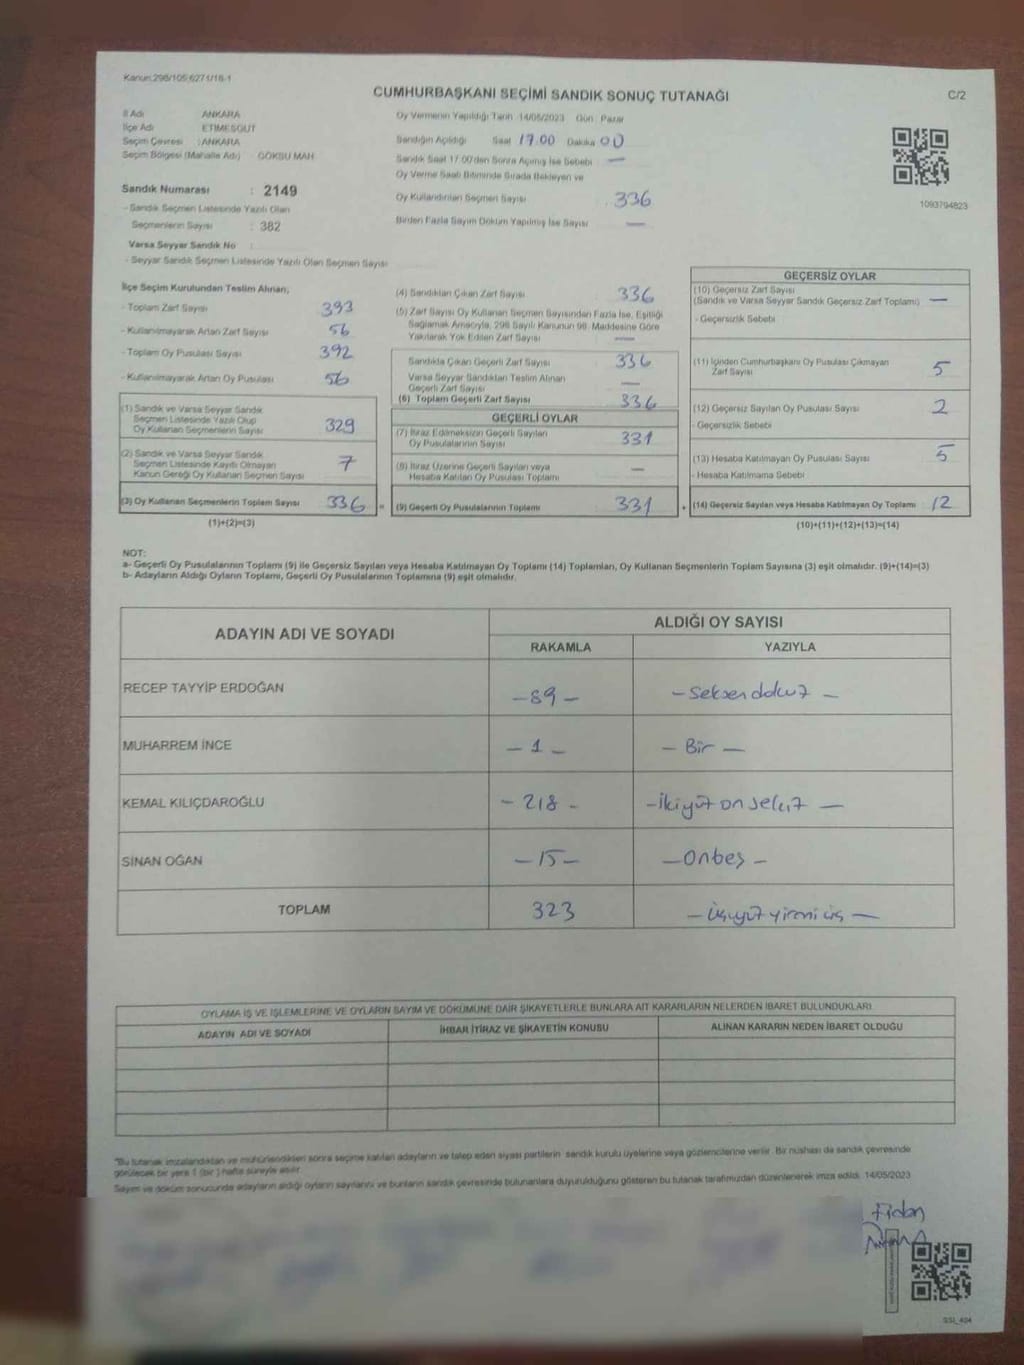 Kanun:298/105,6271/18-1
CUMHURBAŞKANI SEÇİMİ SANDIK SONUÇ TUTANAĞI
C/2
İl Adı : ANKARA
İlçe Adı : ETİMESGUT
Seçim Çevresi : ANKARA
Seçim Bölgesi (Mahalle Adı) : GÖKSU MAH.
Sandık Numarası : 2149
- Sandık Seçmen Listesinde Yazılı Olan
Seçmenlerin Sayısı : 382
Varsa Seyyar Sandık No :
- Seyyar Sandık Seçmen Listesinde Yazılı Olan Seçmen Sayısı
Oy Vermenin Yapıldığı Tarih 14/05/2023 Gün : Pazar
Sandığın Açıldığı Saat 17.00 Dakika 00
Sandık Saat 17.00'den Sonra Açılmış İse Sebebi —
Oy Verme Saati Bitiminde Sırada Bekleyen ve
Oy Kullandırılan Seçmen Sayısı 336
Birden Fazla Sayım Döküm Yapılmış İse Sayısı —
1093794823
İlçe Seçim Kurulundan Teslim Alınan;
- Toplam Zarf Sayısı 393
- Kullanılmayarak Artan Zarf Sayısı 56
- Toplam Oy Pusulası Sayısı 392
- Kullanılmayarak Artan Oy Pusulası 56
(1) Sandık ve Varsa Seyyar Sandık
Seçmen Listesinde Yazılı Olup
Oy Kullanan Seçmenlerin Sayısı 329
(2) Sandık ve Varsa Seyyar Sandık
Seçmen Listesinde Kayıtlı Olmayan
Kanun Gereği Oy Kullanan Seçmen Sayısı 7
(3) Oy Kullanan Seçmenlerin Toplam Sayısı 336 =
(1)+(2)=(3)
(4) Sandıktan Çıkan Zarf Sayısı 336
(5) Zarf Sayısı Oy Kullanan Seçmen Sayısından Fazla İse, Eşitliği
Sağlamak Amacıyla, 298 Sayılı Kanunun 98. Maddesine Göre
Yakılarak Yok Edilen Zarf Sayısı —
Sandıkta Çıkan Geçerli Zarf Sayısı 336
Varsa Seyyar Sandıktan Teslim Alınan
Geçerli Zarf Sayısı —
(6) Toplam Geçerli Zarf Sayısı 336
GEÇERLİ OYLAR
(7) İtiraz Edilmeksizin Geçerli Sayılan
Oy Pusulalarının Sayısı 331
(8) İtiraz Üzerine Geçerli Sayılan veya
Hesaba Katılan Oy Pusulası Toplamı —
(9) Geçerli Oy Pusulalarının Toplamı 331 +
GEÇERSİZ OYLAR
(10) Geçersiz Zarf Sayısı
(Sandık ve Varsa Seyyar Sandık Geçersiz Zarf Toplamı) —
- Geçersizlik Sebebi
(11) İçinden Cumhurbaşkanı Oy Pusulası Çıkmayan
Zarf Sayısı 5
(12) Geçersiz Sayılan Oy Pusulası Sayısı 2
- Geçersizlik Sebebi
(13) Hesaba Katılmayan Oy Pusulası Sayısı 5
- Hesaba Katılmama Sebebi
(14) Geçersiz Sayılan veya Hesaba Katılmayan Oy Toplamı : 12
(10)+(11)+(12)+(13)=(14)
NOT:
a- Geçerli Oy Pusulalarının Toplamı (9) ile Geçersiz Sayılan veya Hesaba Katılmayan Oy Toplamı (14) Toplamları, Oy Kullanan Seçmenlerin Toplam Sayısına (3) eşit olmalıdır. (9)+(14)=(3)
b- Adayların Aldığı Oyların Toplamı, Geçerli Oy Pusulalarının Toplamına (9) eşit olmalıdır.
ADAYIN ADI VE SOYADI
ALDIĞI OY SAYISI
RAKAMLA YAZIYLA
RECEP TAYYİP ERDOĞAN -89- -Seksendokuz-
MUHARREM İNCE -1- -Bir-
KEMAL KILIÇDAROĞLU -218- -İkiyüz on sekiz-
SİNAN OĞAN -15- -Onbeş-
TOPLAM 323 -Üçyüz yirmi üç-
OYLAMA İŞ VE İŞLEMLERİNE VE OYLARIN SAYIM VE DÖKÜMÜNE DAİR ŞİKAYETLERLE BUNLARA AİT KARARLARIN NELERDEN İBARET BULUNDUKLARI
ADAYIN ADI VE SOYADI İHBAR İTİRAZ VE ŞİKAYETİN KONUSU ALINAN KARARIN NEDEN İBARET OLDUĞU
"Bu tutanak imzalandıktan ve mühürlendikten sonra seçime katılan adayların ve talep eden siyasi partilerin sandık kurulu üyelerine veya gözlemcilerine verilir. Bir nüshası da sandık çevresinde
görülecek bir yere 1 (bir) hafta süreyle asılır.
Sayım ve döküm sonucunda adayların aldığı oyların sayılarını ve bunların sandık çevresinde bulunanlara duyurulduğunu gösteren bu tutanak tarafımızdan düzenlenerek imza edildi. 14/05/2023
Fidan